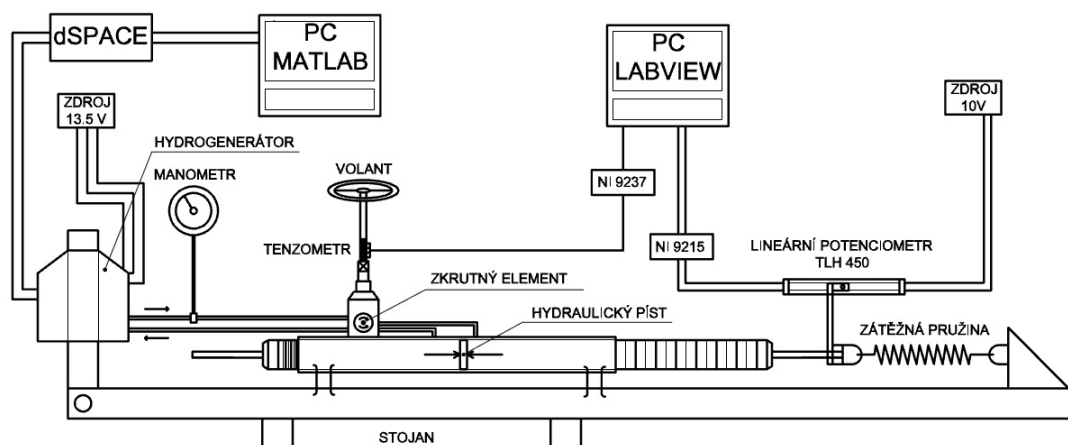 dSPACE
PC
MATLAB
PC
LABVIEW
ZDROJ
10V
ZDROJ
13.5 V
HYDROGENERÁTOR
MANOMETR
VOLANT
NI 9237
TENZOMETR
NI 9215
LINEÁRNÍ POTENCIOMETR
TLH 450
ZKRUTNÝ ELEMENT
HYDRAULICKÝ PÍST
ZÁTĚŽNÁ PRUŽINA
STOJAN